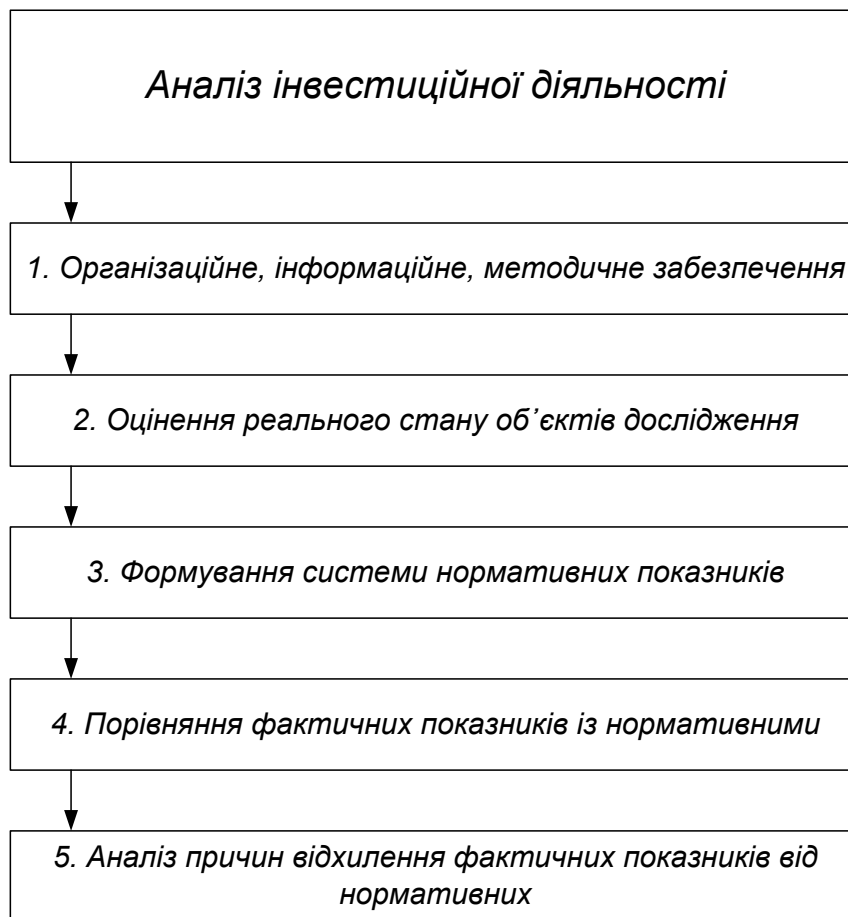 Аналіз інвестиційної діяльності
1. Організаційне, інформаційне, методичне забезпечення
2. Оцінення реального стану об’єктів дослідження
3. Формування системи нормативних показників
4. Порівняння фактичних показників із нормативними
5. Аналіз причин відхилення фактичних показників від
нормативних